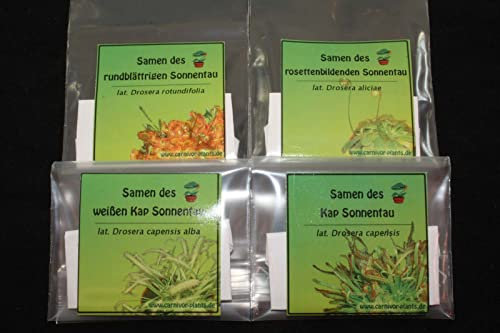 Samen des
rundblättrigen Sonnentau
lat. Drosera rotundifolia
www.carnivor-plants.de
Samen des
rosettenbildenden Sonnentau
lat. Drosera aliciae
www.carnivor-plants.de
Samen des
weißen Kap Sonnentau
lat. Drosera capensis alba
www.carnivor-plants.de
Samen des
Kap Sonnentau
lat. Drosera capensis
www.carnivor-plants.de